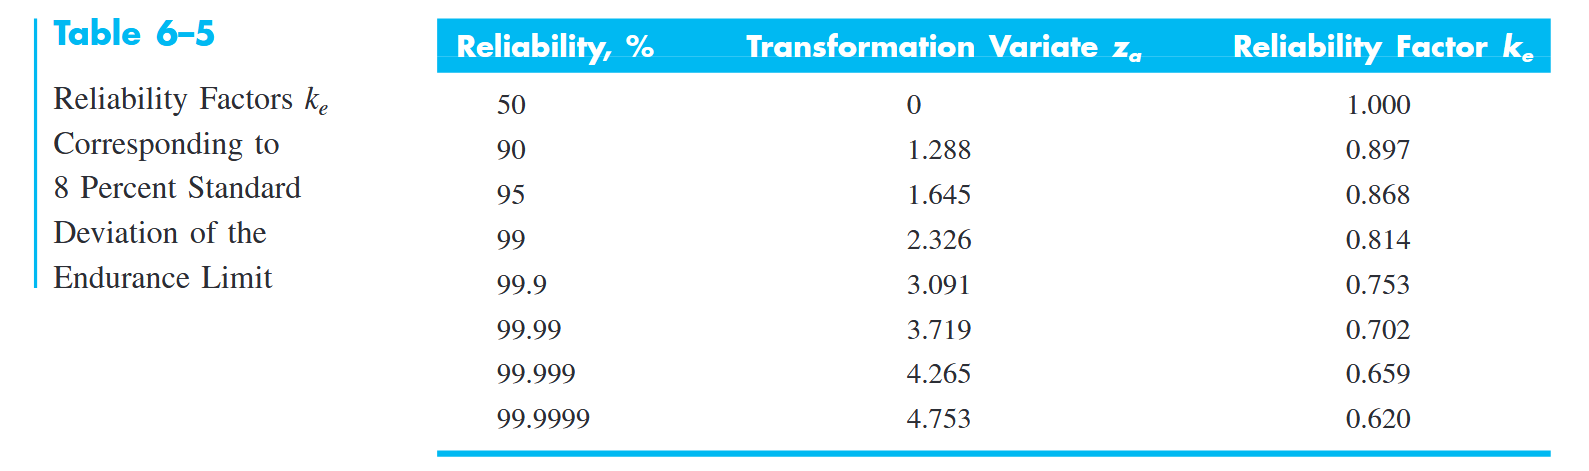 Table 6–5
Reliability Factors kₑ
Corresponding to
8 Percent Standard
Deviation of the
Endurance Limit
Reliability, % Transformation Variate zₐ Reliability Factor kₑ
50 0 1.000
90 1.288 0.897
95 1.645 0.868
99 2.326 0.814
99.9 3.091 0.753
99.99 3.719 0.702
99.999 4.265 0.659
99.9999 4.753 0.620